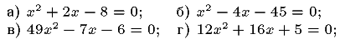 а) x² + 2x − 8 = 0; б) x² − 4x − 45 = 0;
в) 49x² − 7x − 6 = 0; г) 12x² + 16x + 5 = 0;